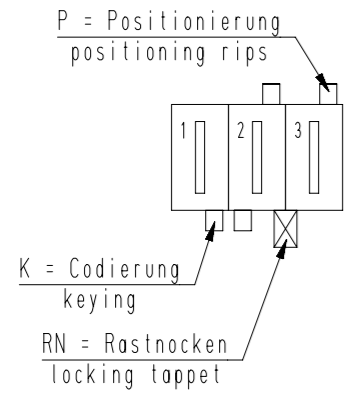 P = Positionierung
positioning rips
1 2 3
K = Codierung
keying
RN = Rastnocken
locking tappet